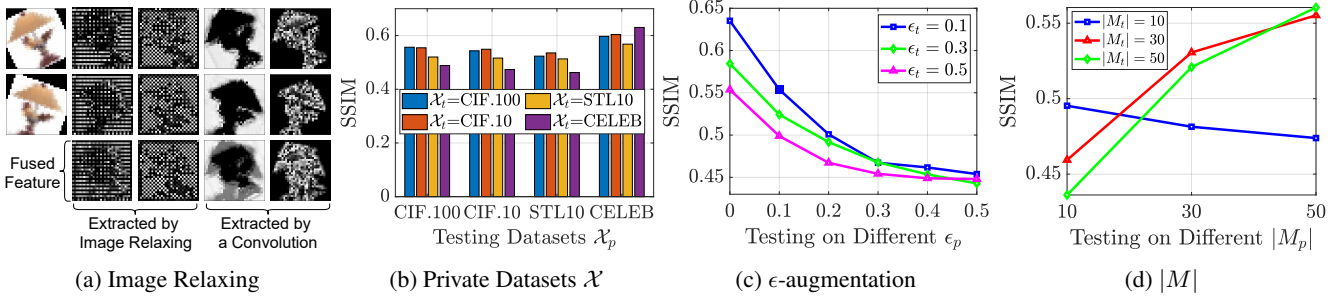 Fused
Feature
Extracted by
Image Relaxing
Extracted by
a Convolution
(a) Image Relaxing
SSIM
0.6
0.4
0.2
0
𝒳ₜ=CIF.100
𝒳ₜ=STL10
𝒳ₜ=CIF.10
𝒳ₜ=CELEB
CIF.100 CIF.10 STL10 CELEB
Testing Datasets 𝒳ₚ
(b) Private Datasets 𝒳
SSIM
0.65
0.6
0.55
0.5
0.45
ϵₜ = 0.1
ϵₜ = 0.3
ϵₜ = 0.5
0 0.1 0.2 0.3 0.4 0.5
Testing on Different ϵₚ
(c) ϵ-augmentation
SSIM
0.55
0.5
0.45
|Mₜ| = 10
|Mₜ| = 30
|Mₜ| = 50
10 30 50
Testing on Different |Mₚ|
(d) |M|